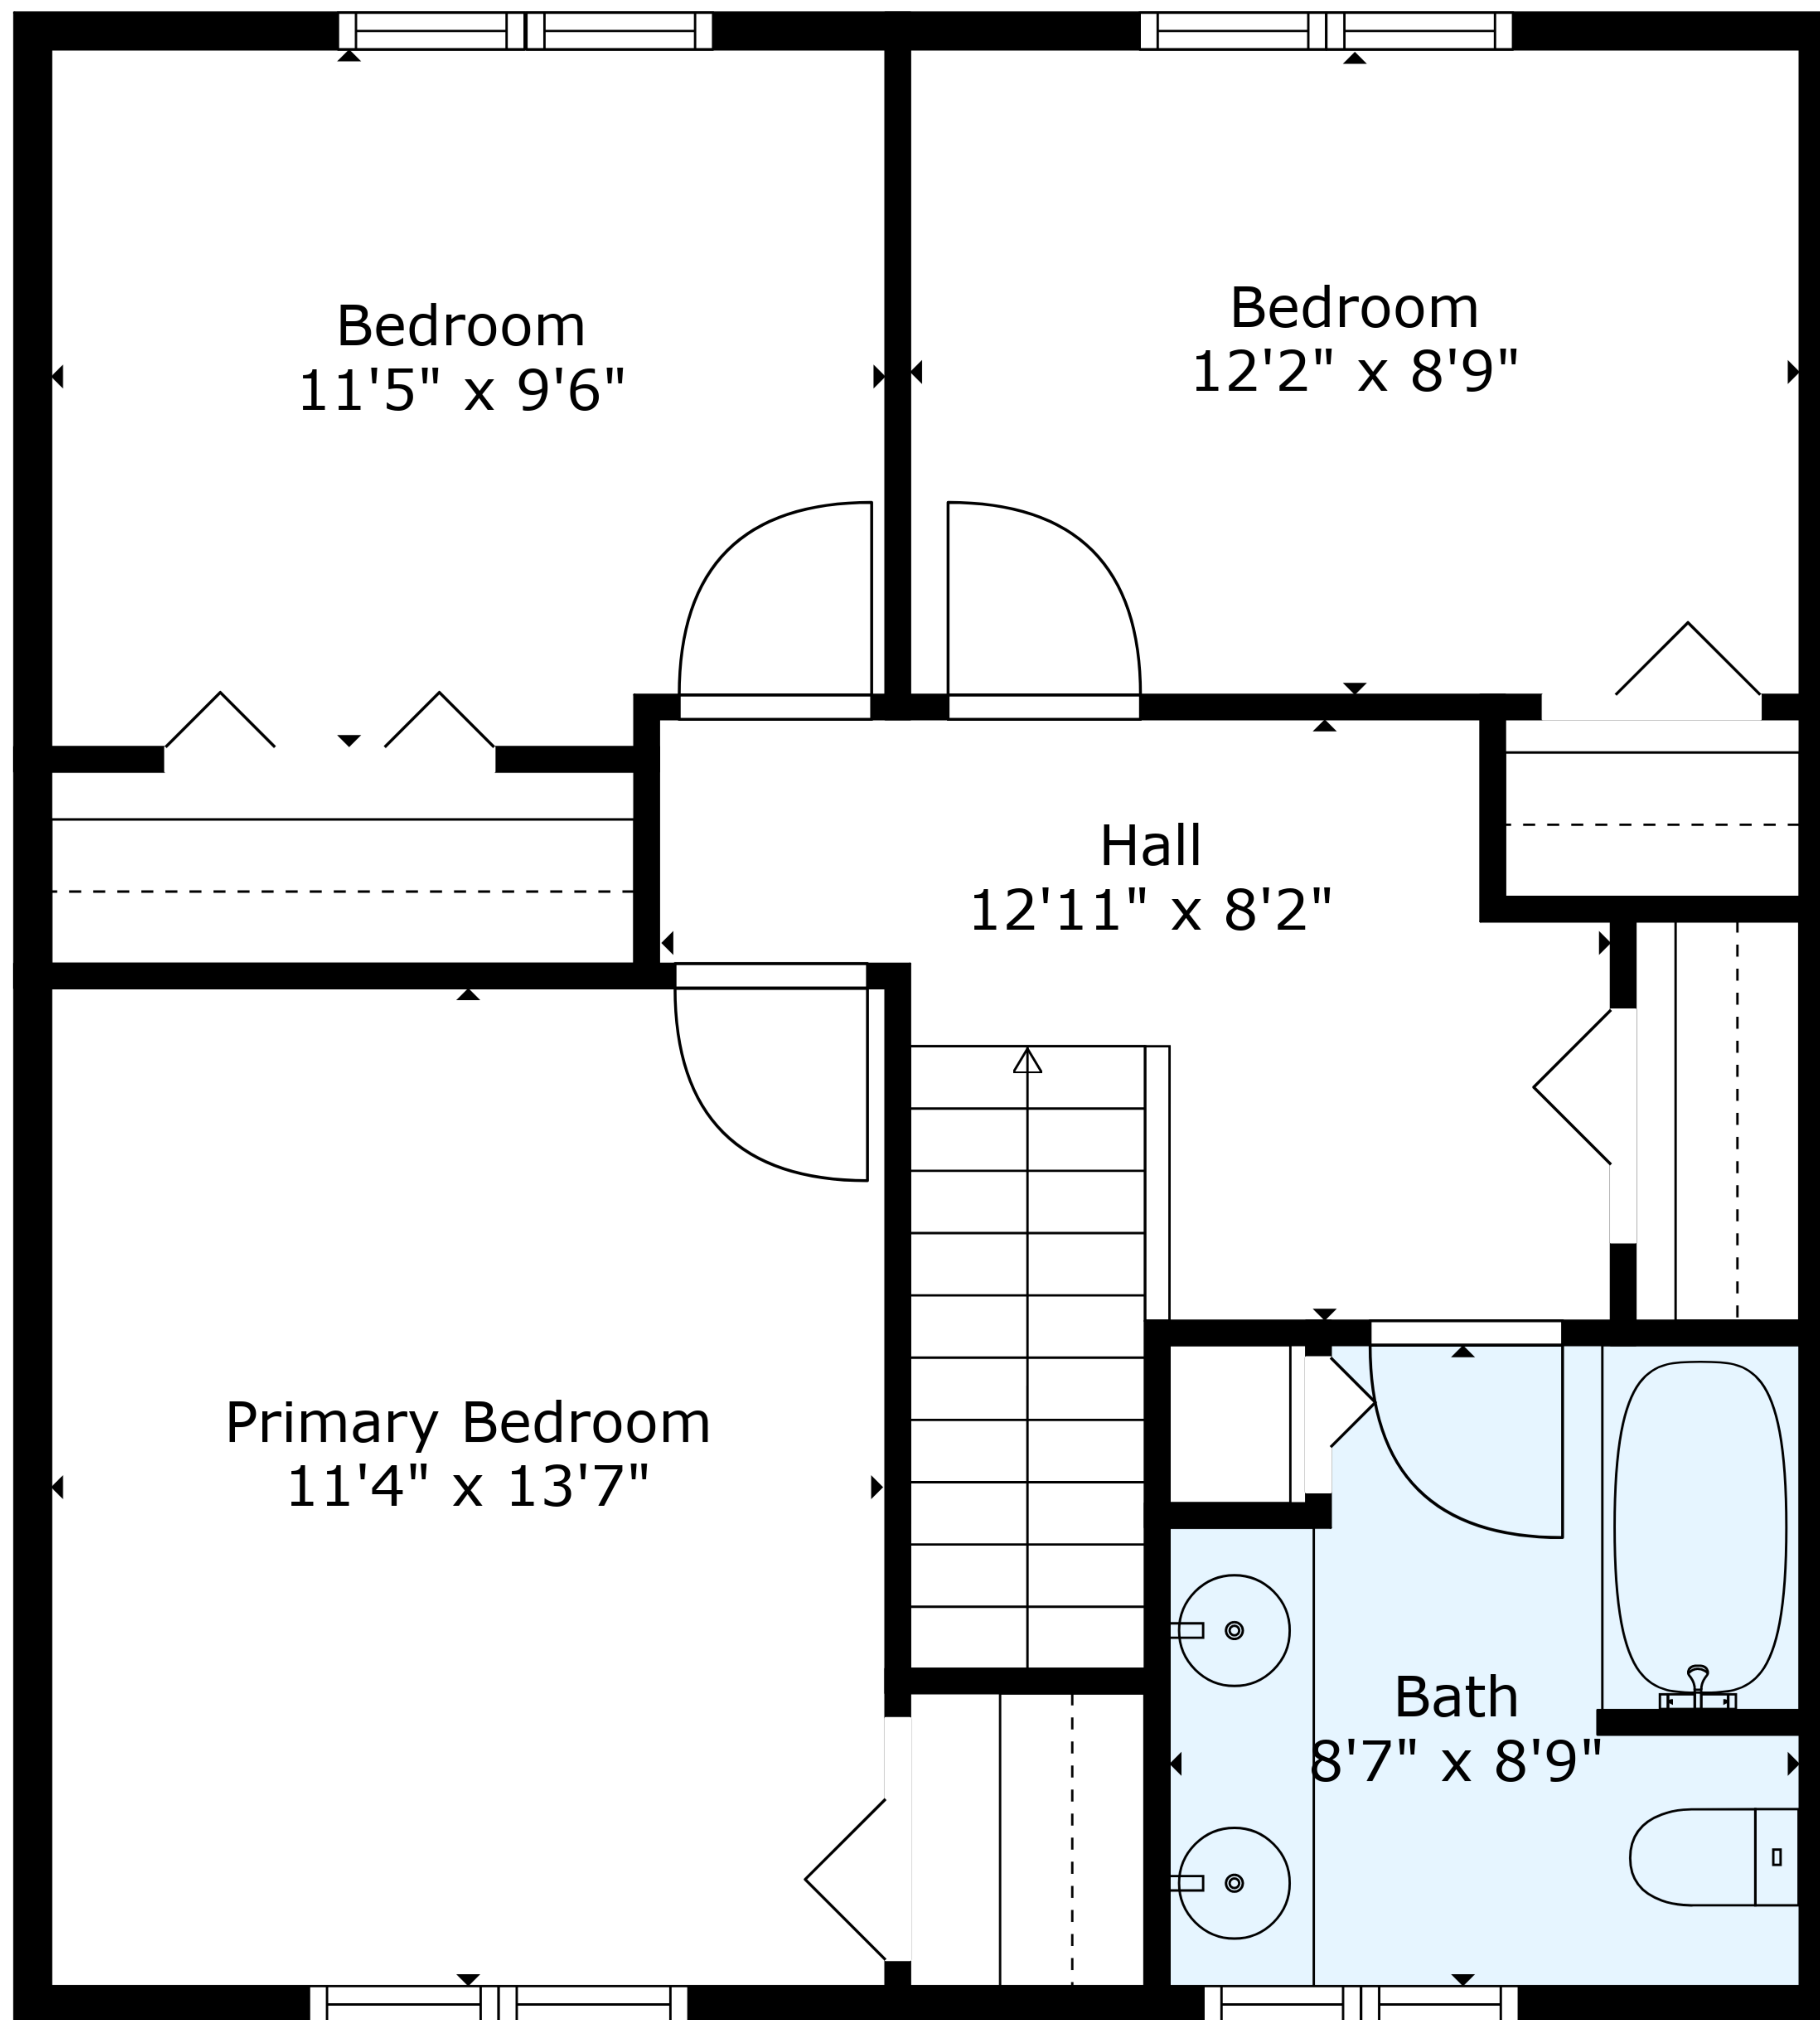 Bedroom
11'5" x 9'6"
Bedroom
12'2" x 8'9"
Hall
12'11" x 8'2"
Primary Bedroom
11'4" x 13'7"
Bath
8'7" x 8'9"